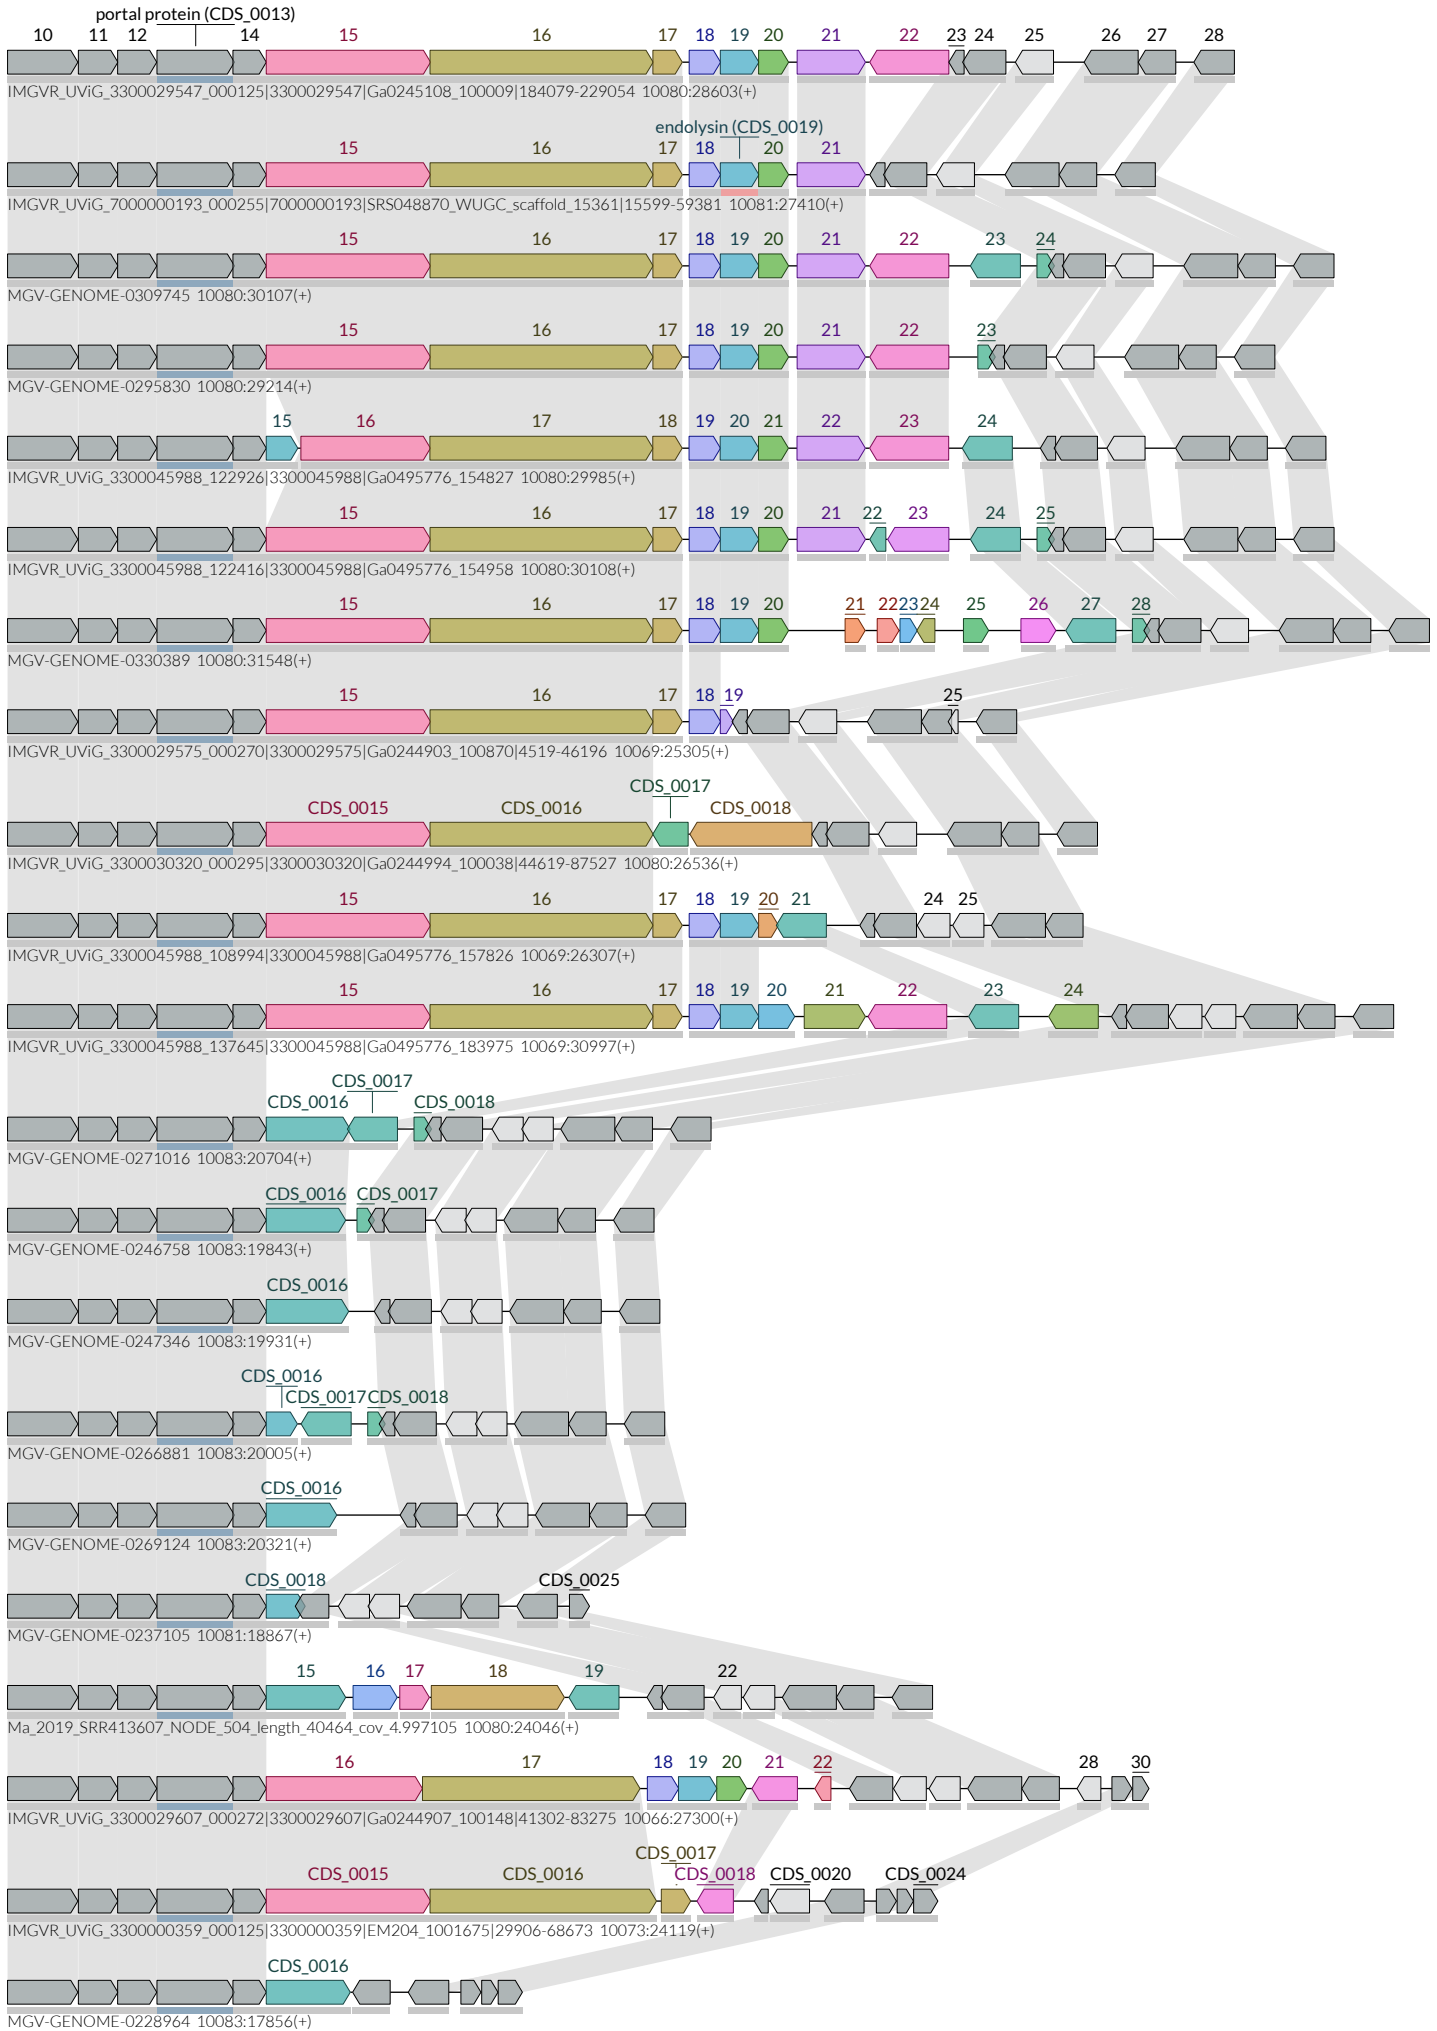 portal protein (CDS_0013)
10 11 12 14 15 16 17 18 19 20 21 22 23 24 25 26 27 28
IMGVR_UViG_3300029547_000125|3300029547|Ga0245108_100009|184079-229054 10080:28603(+)
endolysin (CDS_0019)
15 16 17 18 19 20 21
IMGVR_UViG_7000000193_000255|7000000193|SRS048870_WUGC_scaffold_15361|15599-59381 10081:27410(+)
15 16 17 18 19 20 21 22 23 24
MGV-GENOME-0309745 10080:30107(+)
15 16 17 18 19 20 21 22 23
MGV-GENOME-0295830 10080:29214(+)
15 16 17 18 19 20 21 22 23 24
IMGVR_UViG_3300045988_122926|3300045988|Ga0495776_154827 10080:29985(+)
15 16 17 18 19 20 21 22 23 24 25
IMGVR_UViG_3300045988_122416|3300045988|Ga0495776_154958 10080:30108(+)
15 16 17 18 19 20 21 22 23 24 25 26 27 28
MGV-GENOME-0330389 10080:31548(+)
15 16 17 18 19 25
IMGVR_UViG_3300029575_000270|3300029575|Ga0244903_100870|4519-46196 10069:25305(+)
CDS_0017
CDS_0015 CDS_0016 CDS_0018
IMGVR_UViG_3300030320_000295|3300030320|Ga0244994_100038|44619-87527 10080:26536(+)
15 16 17 18 19 20 21 24 25
IMGVR_UViG_3300045988_108994|3300045988|Ga0495776_157826 10069:26307(+)
15 16 17 18 19 20 21 22 23 24
IMGVR_UViG_3300045988_137645|3300045988|Ga0495776_183975 10069:30997(+)
CDS_0017
CDS_0016 CDS_0018
MGV-GENOME-0271016 10083:20704(+)
CDS_0016 CDS_0017
MGV-GENOME-0246758 10083:19843(+)
CDS_0016
MGV-GENOME-0247346 10083:19931(+)
CDS_0016
CDS_0017 CDS_0018
MGV-GENOME-0266881 10083:20005(+)
CDS_0016
MGV-GENOME-0269124 10083:20321(+)
CDS_0018 CDS_0025
MGV-GENOME-0237105 10081:18867(+)
15 16 17 18 19 22
Ma_2019_SRR413607_NODE_504_length_40464_cov_4.997105 10080:24046(+)
16 17 18 19 20 21 22 28 30
IMGVR_UViG_3300029607_000272|3300029607|Ga0244907_100148|41302-83275 10066:27300(+)
CDS_0017
CDS_0015 CDS_0016 CDS_0018 CDS_0020 CDS_0024
IMGVR_UViG_3300000359_000125|3300000359|EM204_1001675|29906-68673 10073:24119(+)
CDS_0016
MGV-GENOME-0228964 10083:17856(+)